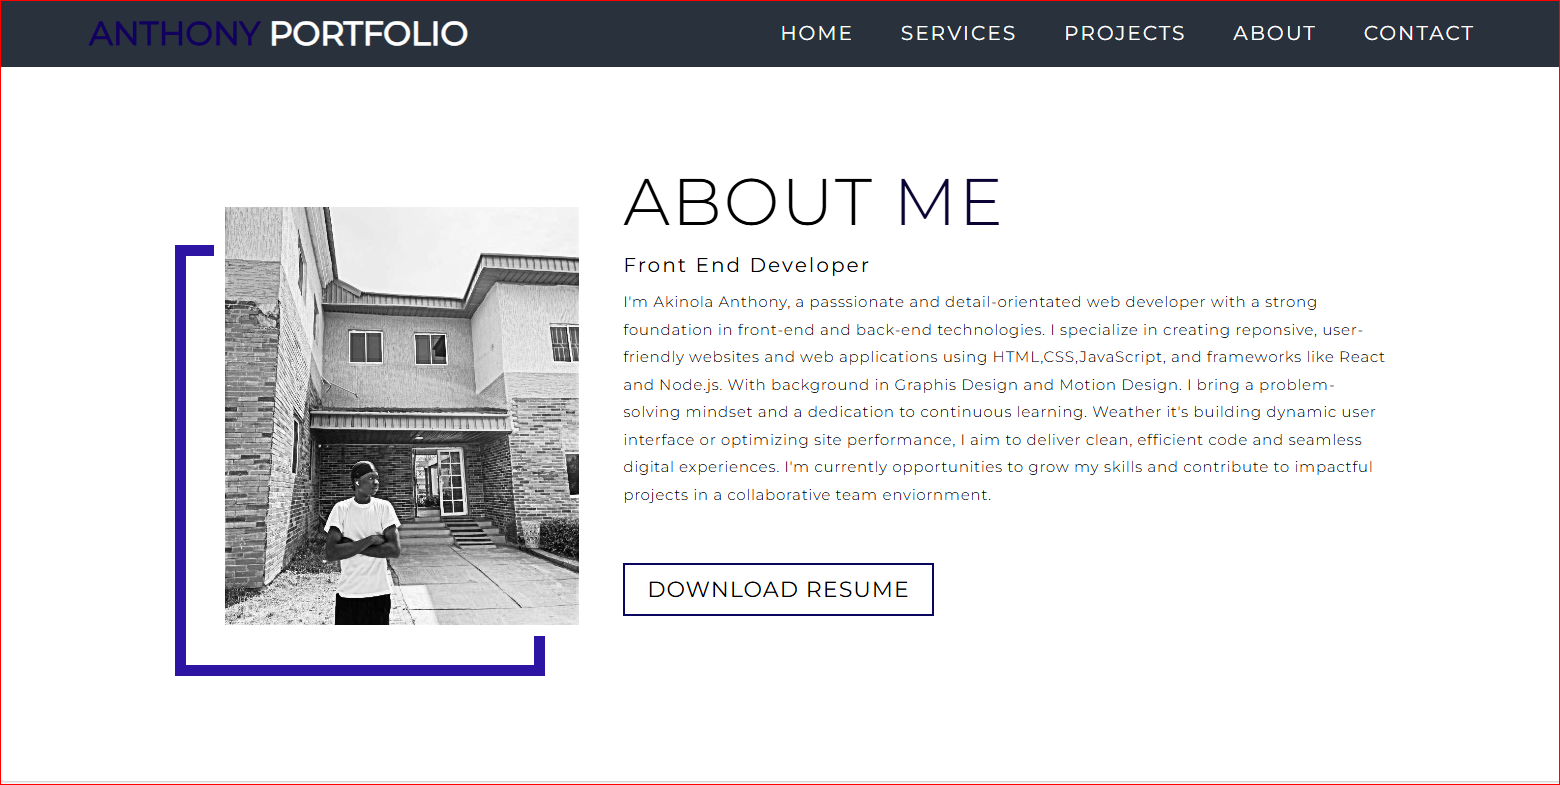 ANTHONY PORTFOLIO
HOME SERVICES PROJECTS ABOUT CONTACT
ABOUT ME
Front End Developer
I'm Akinola Anthony, a passsionate and detail-orientated web developer with a strong
foundation in front-end and back-end technologies. I specialize in creating reponsive, user-
friendly websites and web applications using HTML,CSS,JavaScript, and frameworks like React
and Node.js. With background in Graphis Design and Motion Design. I bring a problem-
solving mindset and a dedication to continuous learning. Weather it's building dynamic user
interface or optimizing site performance, I aim to deliver clean, efficient code and seamless
digital experiences. I'm currently opportunities to grow my skills and contribute to impactful
projects in a collaborative team enviornment.
DOWNLOAD RESUME